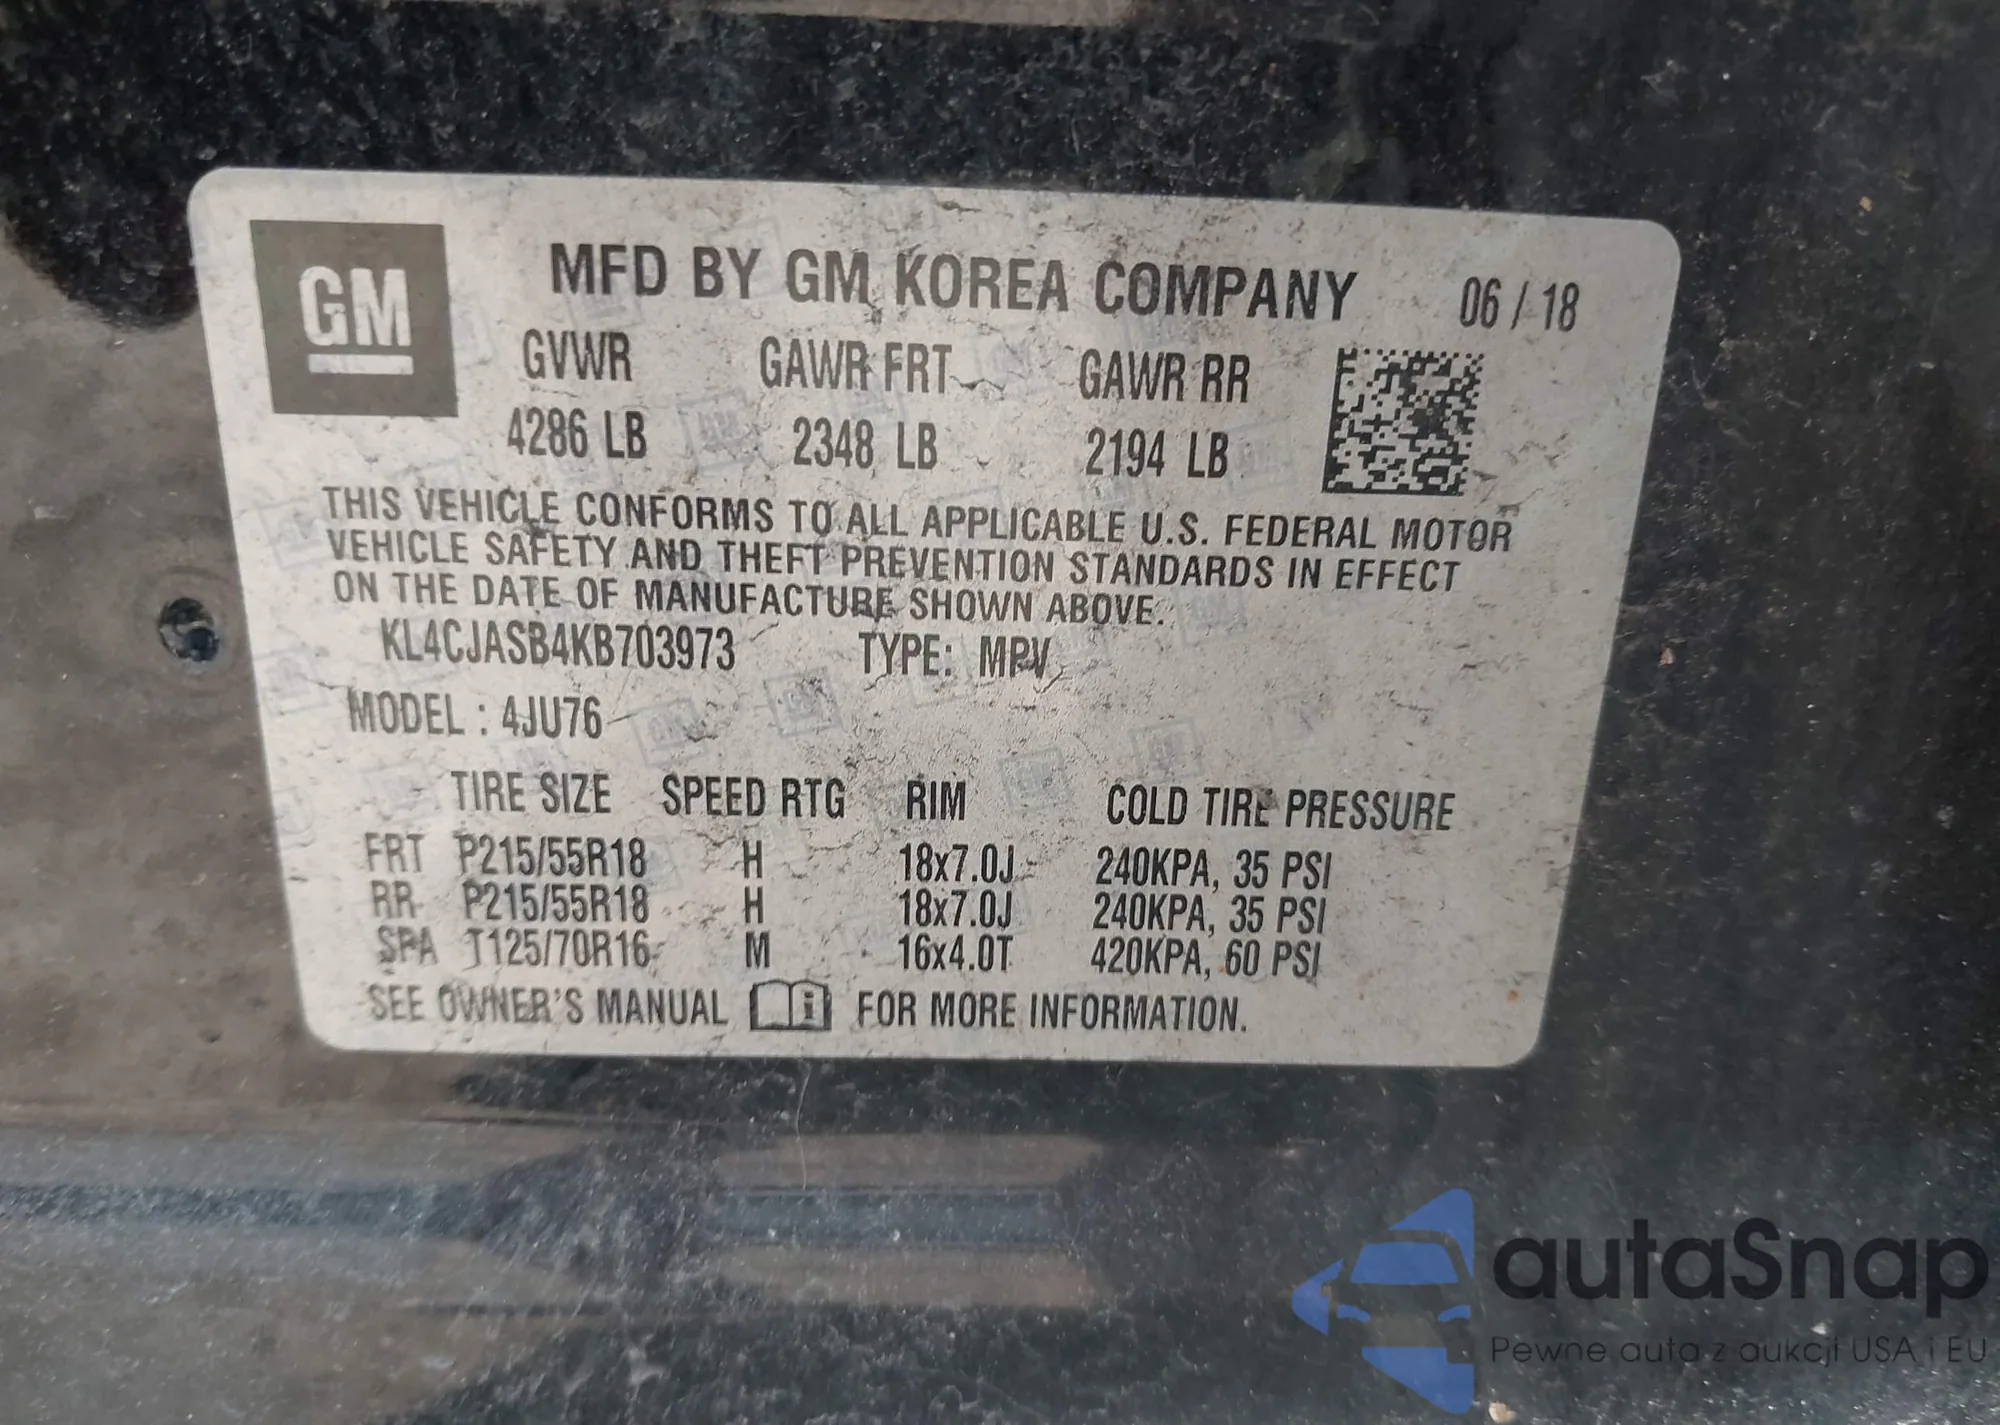 GM
MFD BY GM KOREA COMPANY 06 / 18
GVWR GAWR FRT GAWR RR
4286 LB 2348 LB 2194 LB
THIS VEHICLE CONFORMS TO ALL APPLICABLE U.S. FEDERAL MOTOR
VEHICLE SAFETY AND THEFT PREVENTION STANDARDS IN EFFECT
ON THE DATE OF MANUFACTURE SHOWN ABOVE.
KL4CJASB4KB703973 TYPE: MPV
MODEL : 4JU76
TIRE SIZE SPEED RTG RIM COLD TIRE PRESSURE
FRT P215/55R18 H 18x7.0J 240KPA, 35 PSI
RR P215/55R18 H 18x7.0J 240KPA, 35 PSI
SPA T125/70R16 M 16x4.0T 420KPA, 60 PSI
SEE OWNER'S MANUAL i FOR MORE INFORMATION.
autaSnap
Pewne auta z aukcji USA i EU